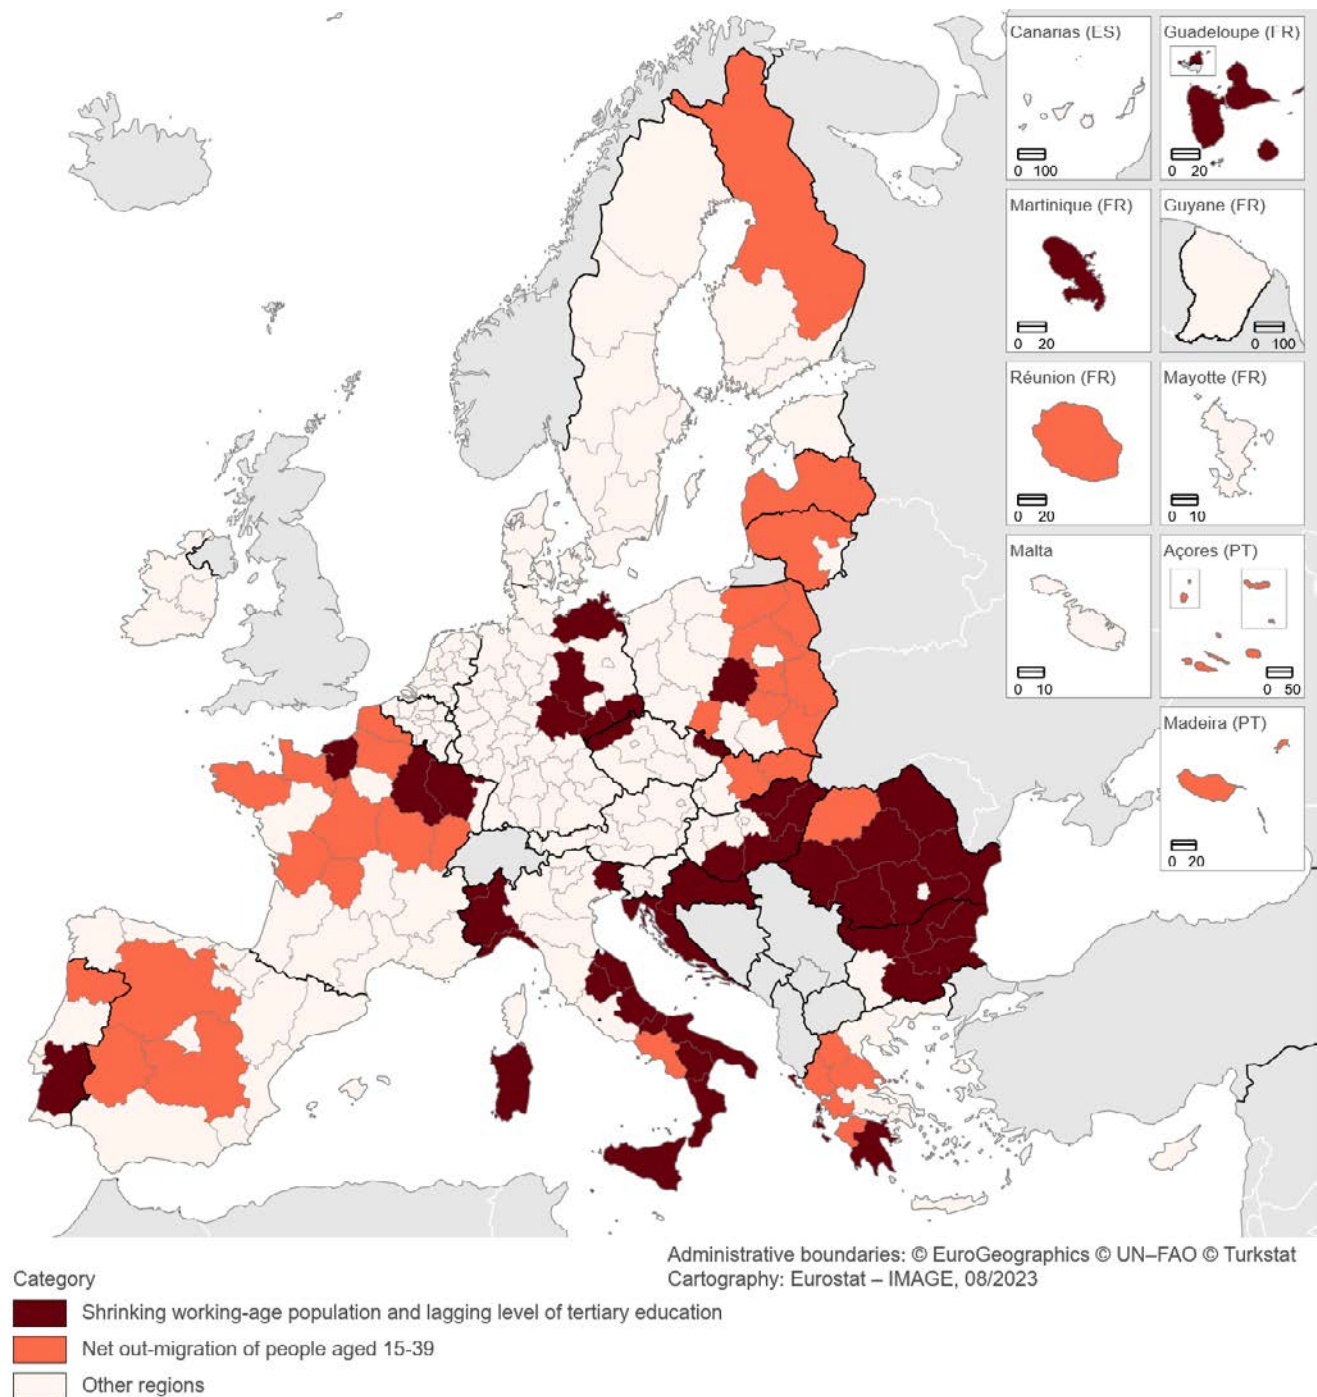 Canarias (ES)
0 100
Guadeloupe (FR)
0 20
Martinique (FR)
0 20
Guyane (FR)
0 100
Réunion (FR)
0 20
Mayotte (FR)
0 10
Malta
0 10
Açores (PT)
0 50
Madeira (PT)
0 20
Administrative boundaries: © EuroGeographics © UN–FAO © Turkstat
Cartography: Eurostat – IMAGE, 08/2023
Category
Shrinking working-age population and lagging level of tertiary education
Net out-migration of people aged 15-39
Other regions